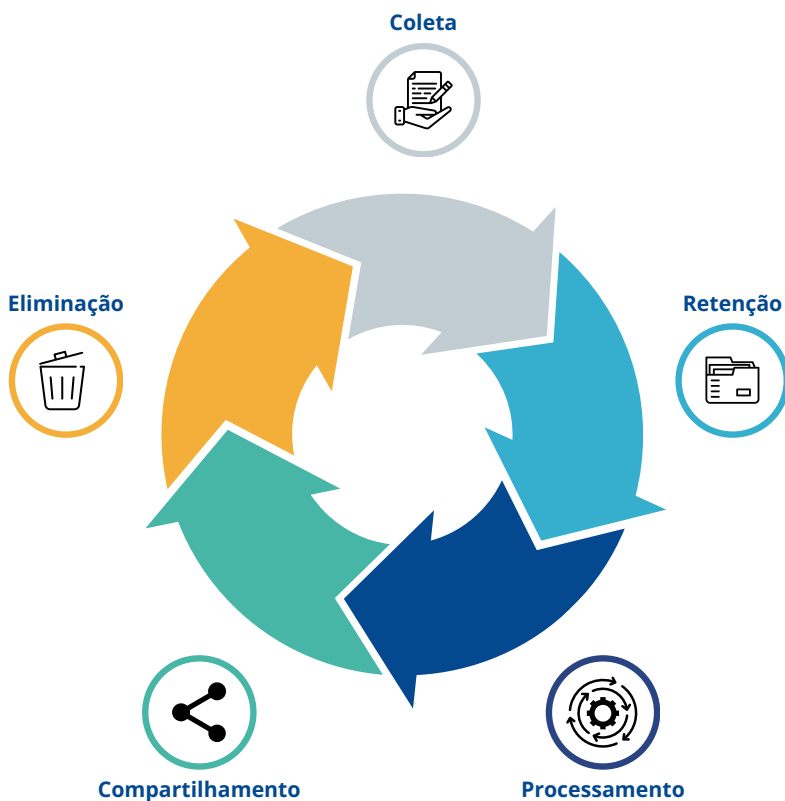 Coleta
Eliminação
Retenção
Compartilhamento
Processamento